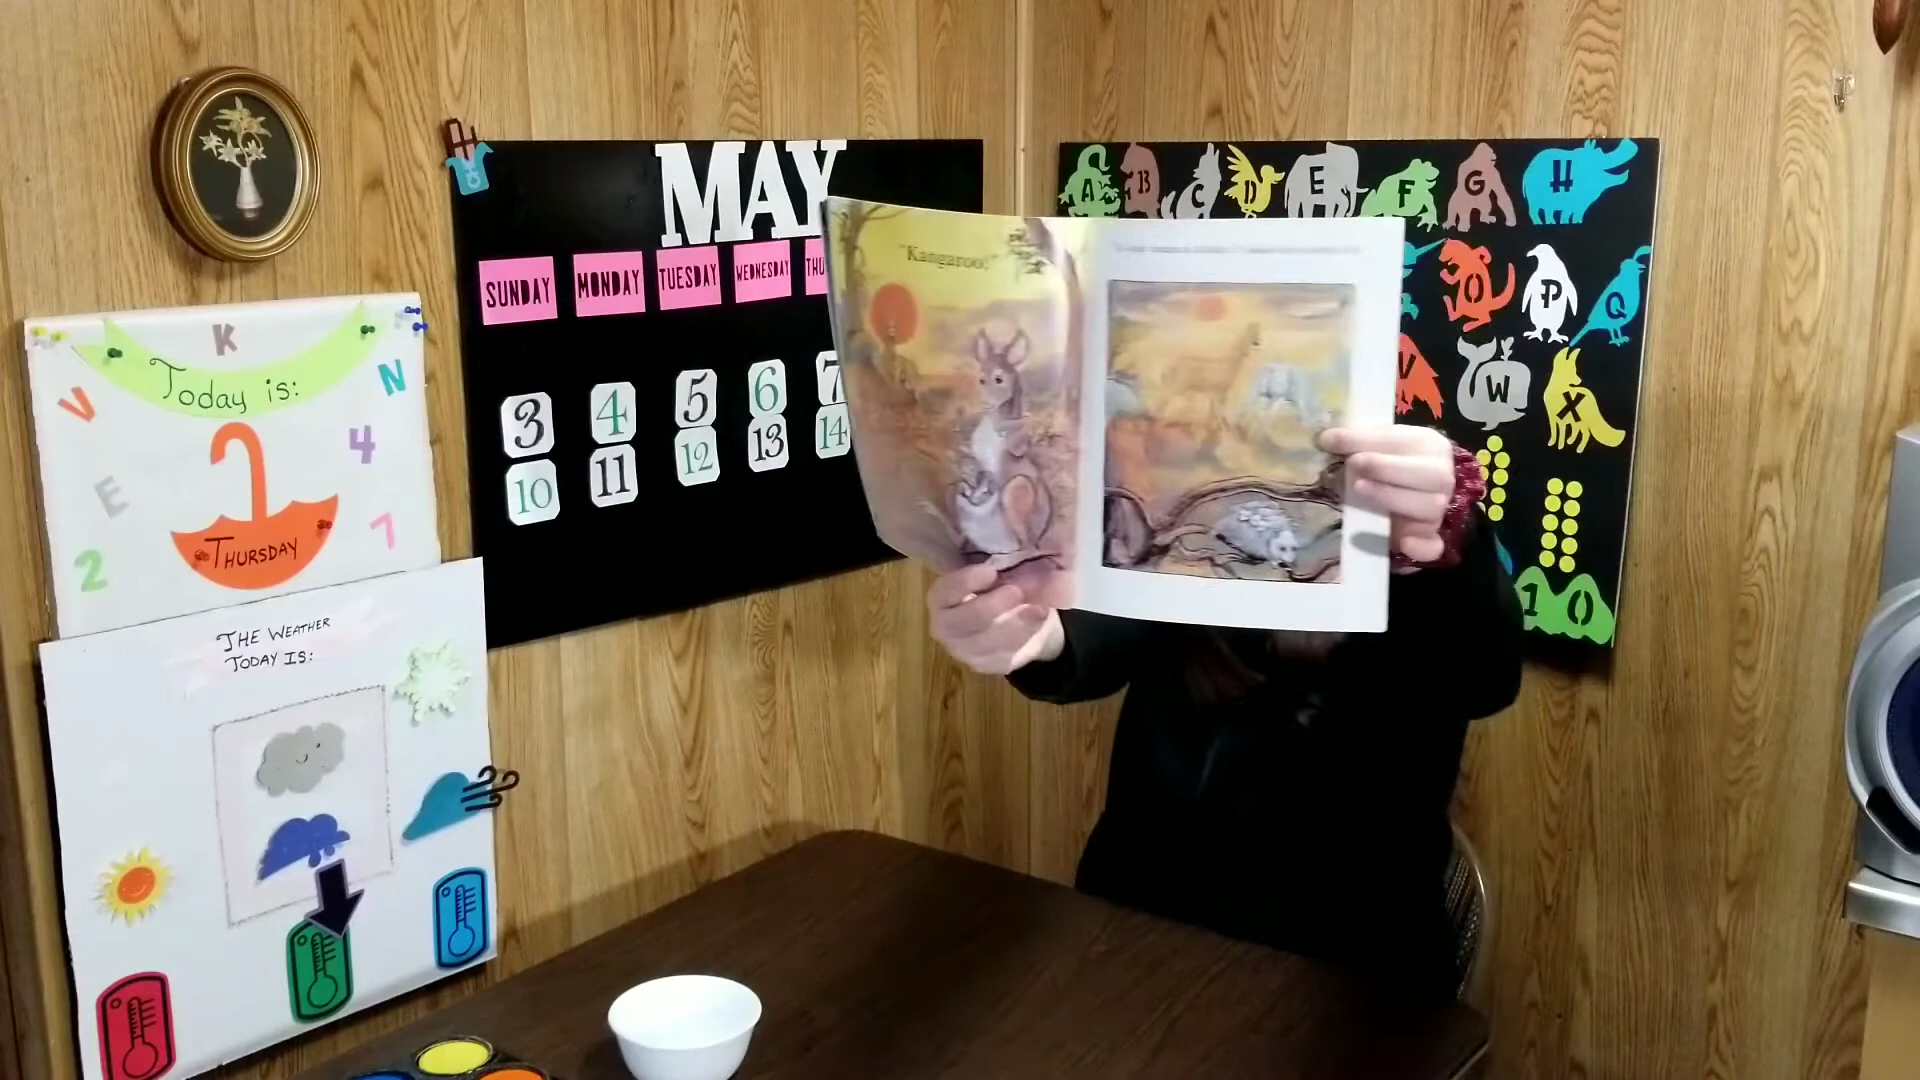 MAY
SUNDAY MONDAY TUESDAY WEDNESDAY THU
3 4 5 6 7
10 11 12 13 14
K
V N
Today is:
4
E
THURSDAY
7
2
THE WEATHER
TODAY IS:
"Kangaroo!"
A B C D E F G H
O P Q
V W X
10